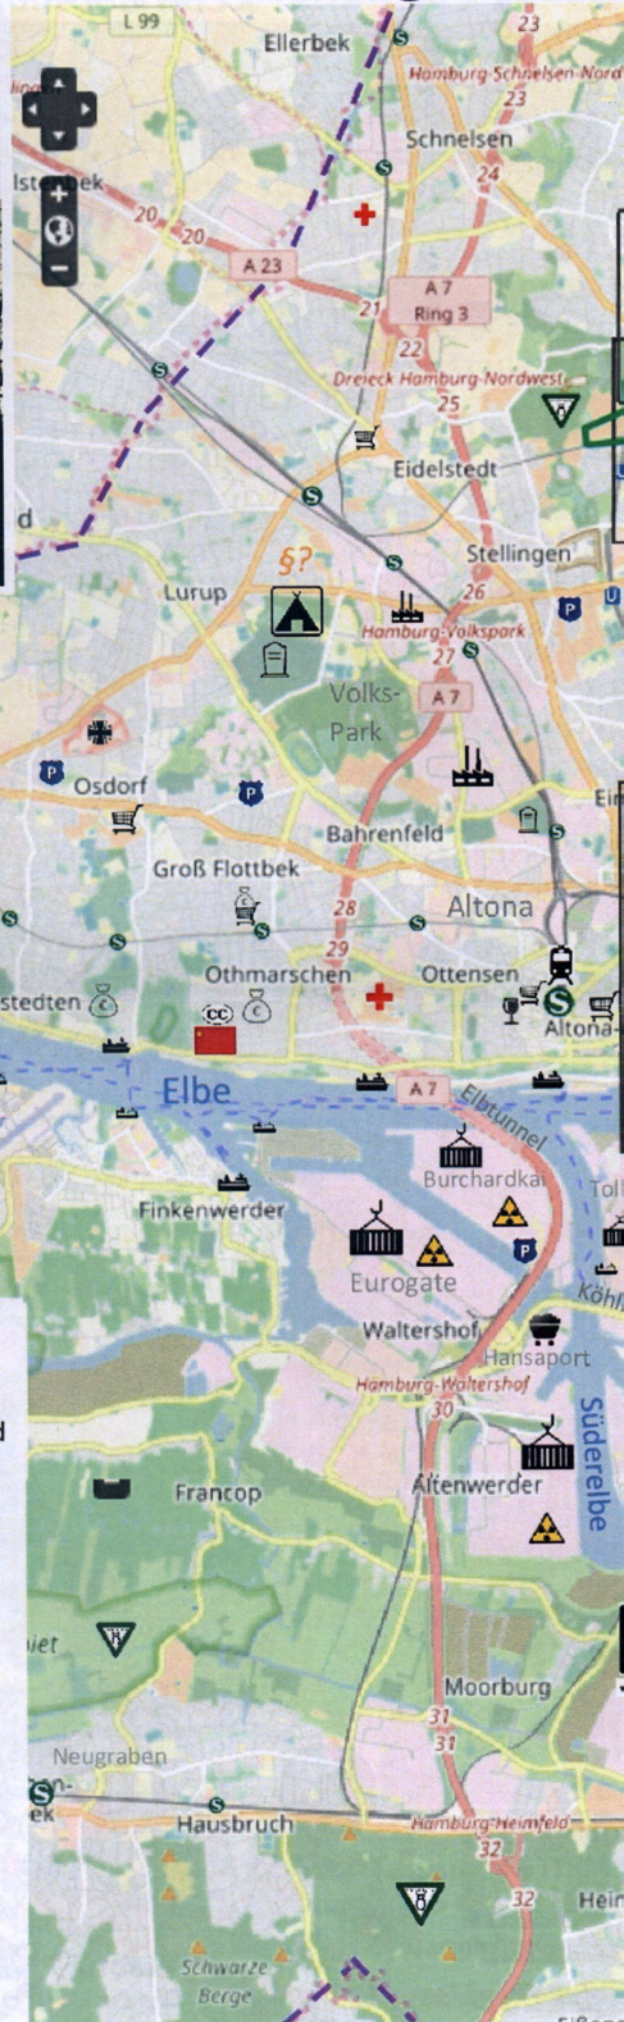 L 99
Ellerbek
23
Hamburg-Schnelsen-Nord
23
Schnelsen
24
20
20
A 23
A 7
Ring 3
21
22
Dreieck Hamburg-Nordwest
25
Eidelstedt
d
§?
Stellingen
Lurup
26
U
P
Hamburg-Volkspark
27
Volks-
Park
A 7
P
Osdorf
P
Bahrenfeld
Groß Flottbek
28
Altona
29
Othmarschen
Ottensen
stedten
CC
Altona-
Elbe
A 7
Elbtunnel
Burchardkai
Finkenwerder
P
Eurogate
Waltershof
Hansaport
Hamburg-Waltershof
30
Süderelbe
Altenwerder
Francop
Moorburg
31
31
Neugraben
S
ek
Hausbruch
Hamburg-Heimfeld
32
32
Schwarze
Berge